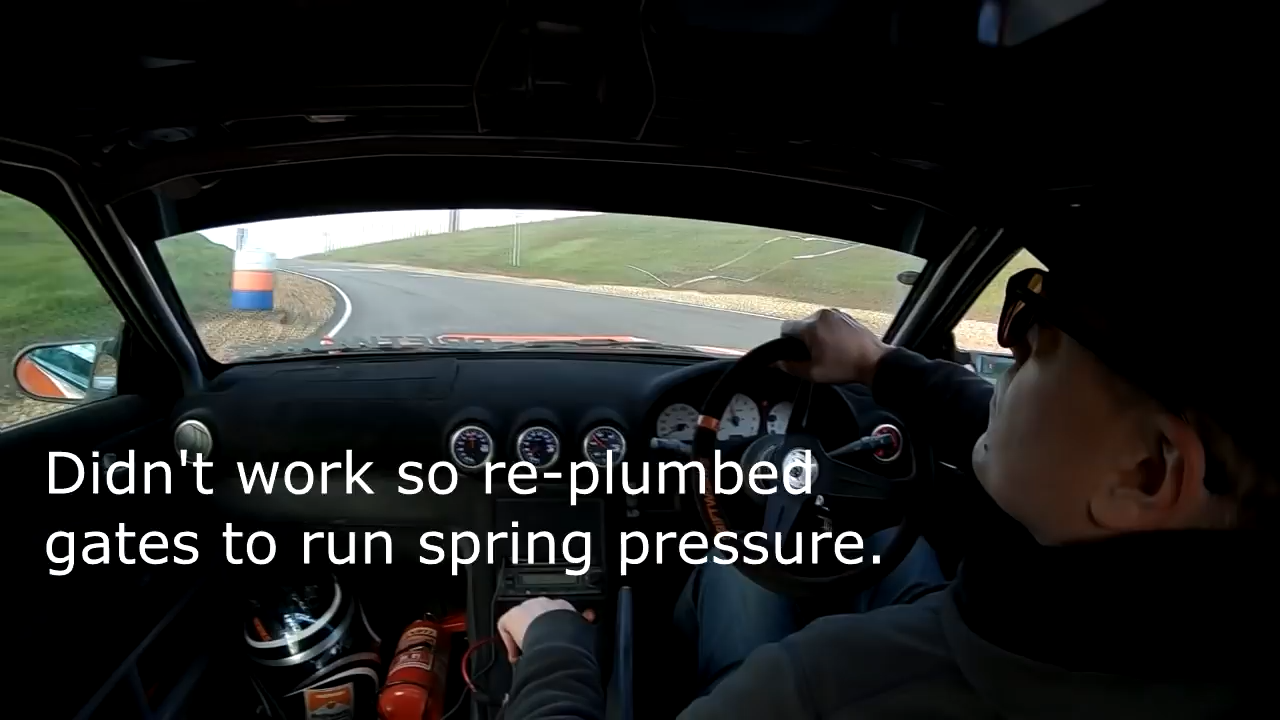 Didn't work so re-plumbed
gates to run spring pressure.